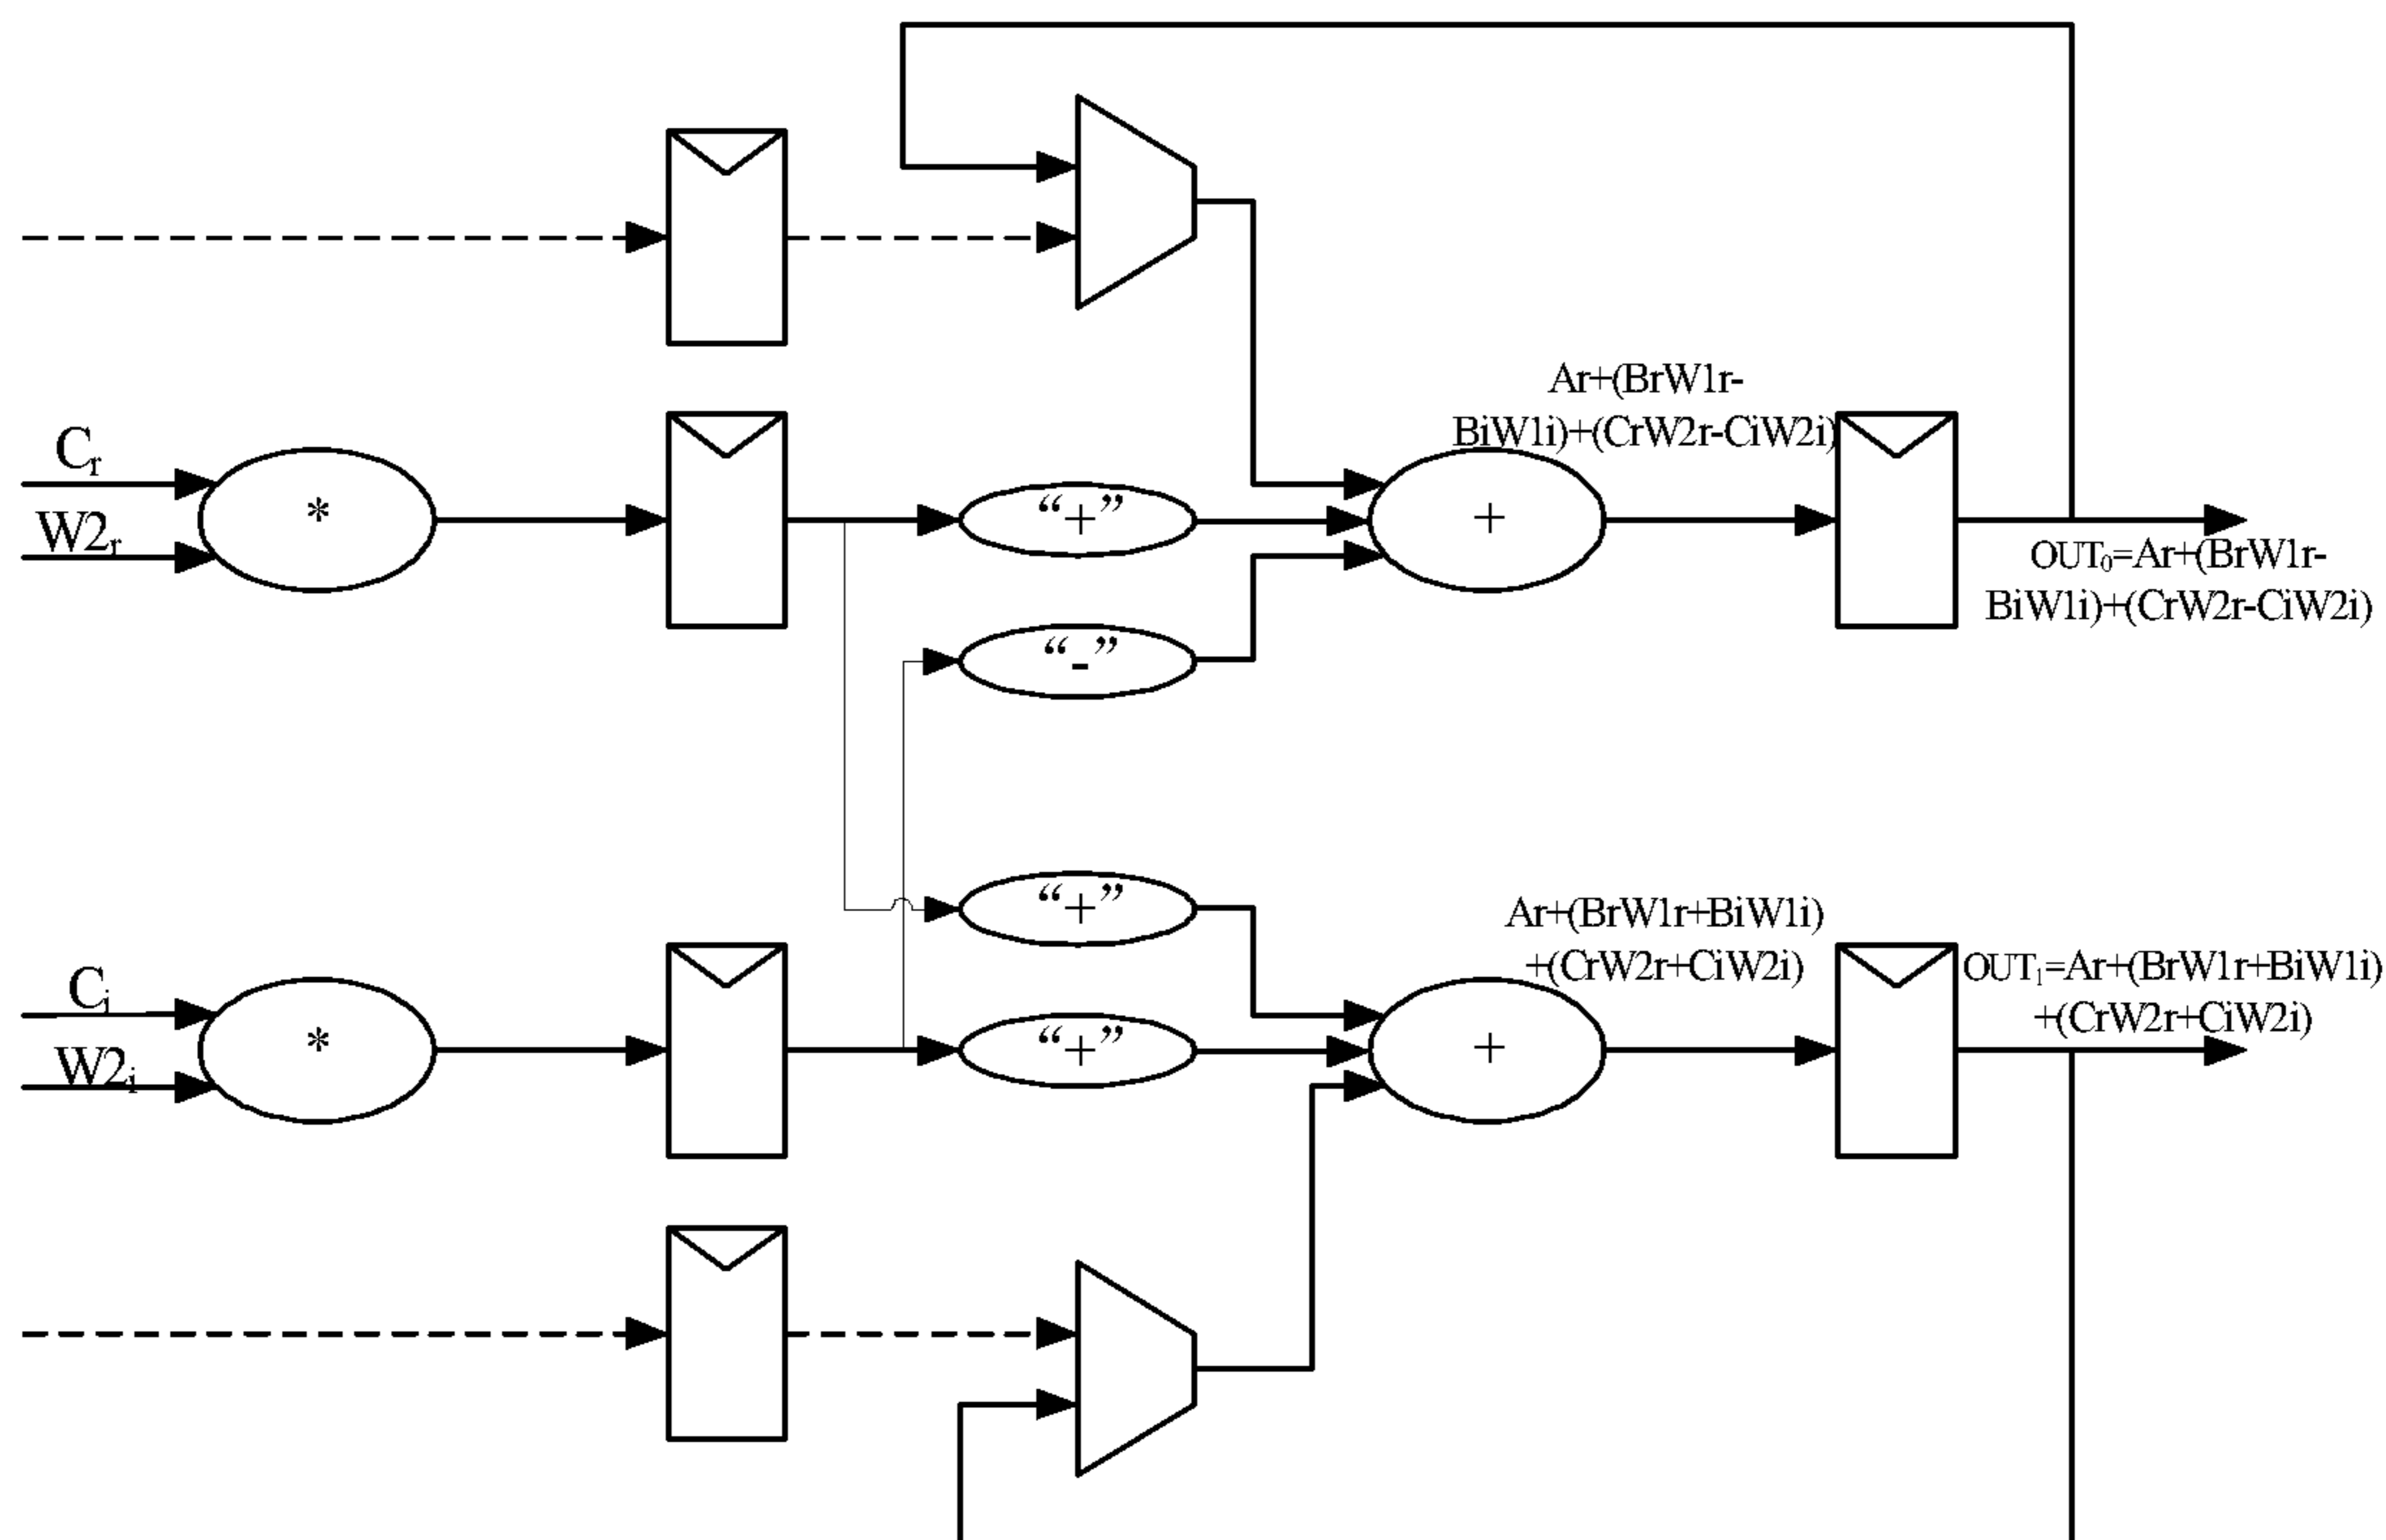 Ar+(BrW1r-
BiW1i)+(CrW2r-CiW2i)
Cr
*
W2r
“+”
+
OUT0=Ar+(BrW1r-
BiW1i)+(CrW2r-CiW2i)
“-”
“+”
Ar+(BrW1r+BiW1i)
+(CrW2r+CiW2i)
OUT1=Ar+(BrW1r+BiW1i)
+(CrW2r+CiW2i)
Ci
*
W2i
“+”
+